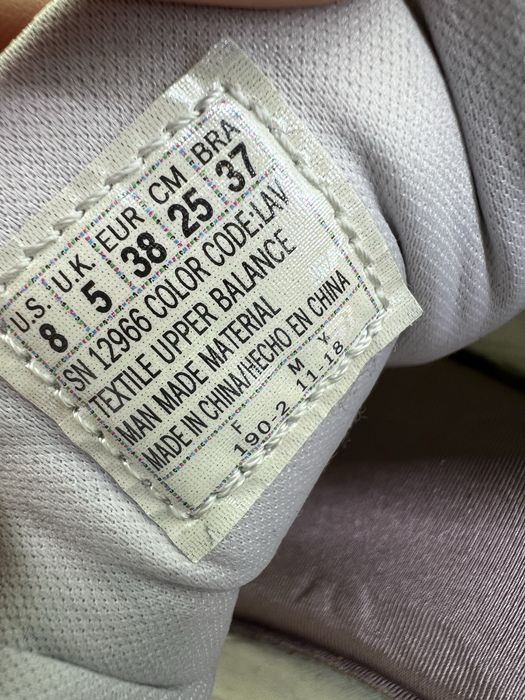 U.S U.K. EUR CM BRA
8 5 38 25 37
SN 12966 COLOR CODE:LAV
TEXTILE UPPER BALANCE
MAN MADE MATERIAL
MADE IN CHINA/HECHO EN CHINA
F M Y
190-2 11.18